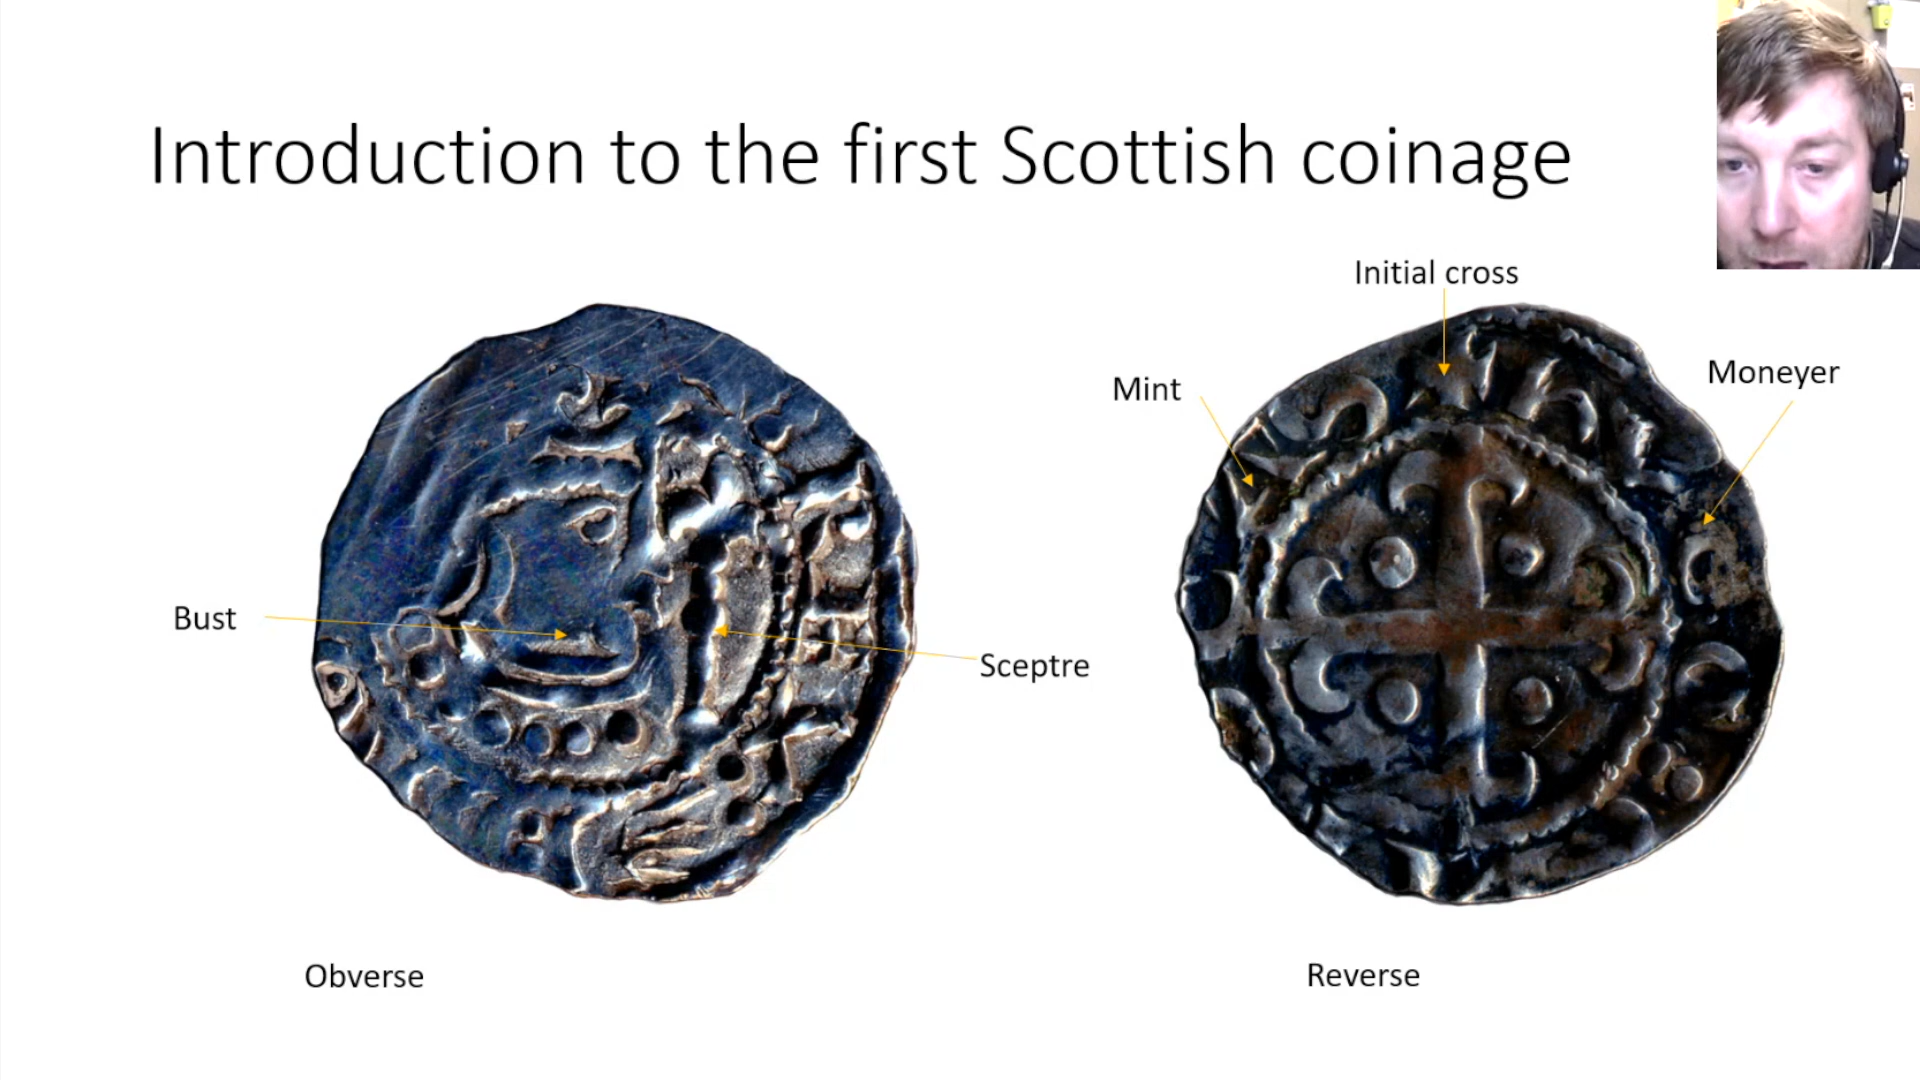 Introduction to the first Scottish coinage
Initial cross
Mint
Moneyer
Bust
Sceptre
Obverse
Reverse